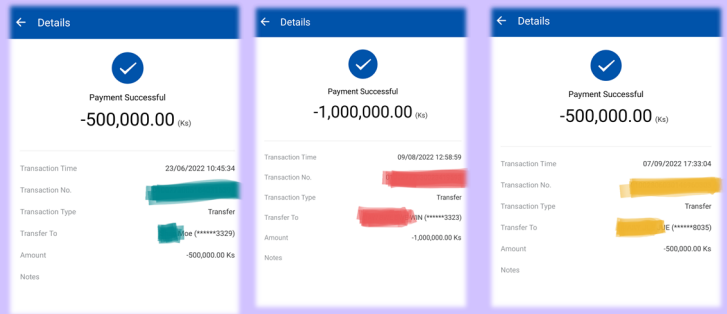 Details
Payment Successful
-500,000.00 (Ks)
Transaction Time 23/06/2022 10:45:34
Transaction No.
Transaction Type Transfer
Transfer To Moe (******3329)
Amount -500,000.00 Ks
Notes
Details
Payment Successful
-1,000,000.00 (Ks)
Transaction Time 09/08/2022 12:58:59
Transaction No.
Transaction Type Transfer
Transfer To WIN (******3323)
Amount -1,000,000.00 Ks
Notes
Details
Payment Successful
-500,000.00 (Ks)
Transaction Time 07/09/2022 17:33:04
Transaction No.
Transaction Type Transfer
Transfer To (******8035)
Amount -500,000.00 Ks
Notes